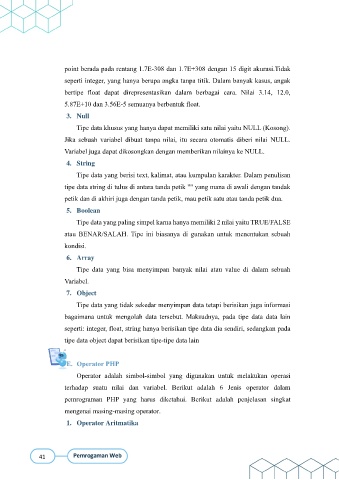 point berada pada rentang 1.7E-308 dan 1.7E+308 dengan 15 digit akurasi.Tidak
seperti integer, yang hanya berupa angka tanpa titik. Dalam banyak kasus, angak
bertipe float dapat direpresentasikan dalam berbagai cara. Nilai 3.14, 12.0,
5.87E+10 dan 3.56E-5 semuanya berbentuk float.
3. Null
Tipe data khusus yang hanya dapat memiliki satu nilai yaitu NULL (Kosong).
Jika sebuah variabel dibuat tanpa nilai, itu secara otomatis diberi nilai NULL.
Variabel juga dapat dikosongkan dengan memberikan nilainya ke NULL.
4. String
Tipe data yang berisi text, kalimat, atau kumpulan karakter. Dalam penulisan
tipe data string di tulus di antara tanda petik "" yang mana di awali dengan tandak
petik dan di akhiri juga dengan tanda petik, mau petik satu atau tanda petik dua.
5. Boolean
Tipe data yang paling simpel karna hanya memiliki 2 nilai yaitu TRUE/FALSE
atau BENAR/SALAH. Tipe ini biasanya di gunakan untuk menentukan sebuah
kondisi.
6. Array
Tipe data yang bisa menyimpan banyak nilai atau value di dalam sebuah
Variabel.
7. Object
Tipe data yang tidak sekedar menyimpan data tetapi berisikan juga informasi
bagaimana untuk mengolah data tersebut. Maksudnya, pada tipe data data lain
seperti: integer, float, string hanya berisikan tipe data diu sendiri, sedangkan pada
tipe data object dapat berisikan tipe-tipe data lain
E. Operator PHP
Operator adalah simbol-simbol yang digunakan untuk melakukan operasi
terhadap suatu nilai dan variabel. Berikut adalah 6 Jenis operator dalam
pemrograman PHP yang harus diketahui. Berikut adalah penjelasan singkat
mengenai masing-masing operator.
1. Operator Aritmatika
41 Pemrogaman Web